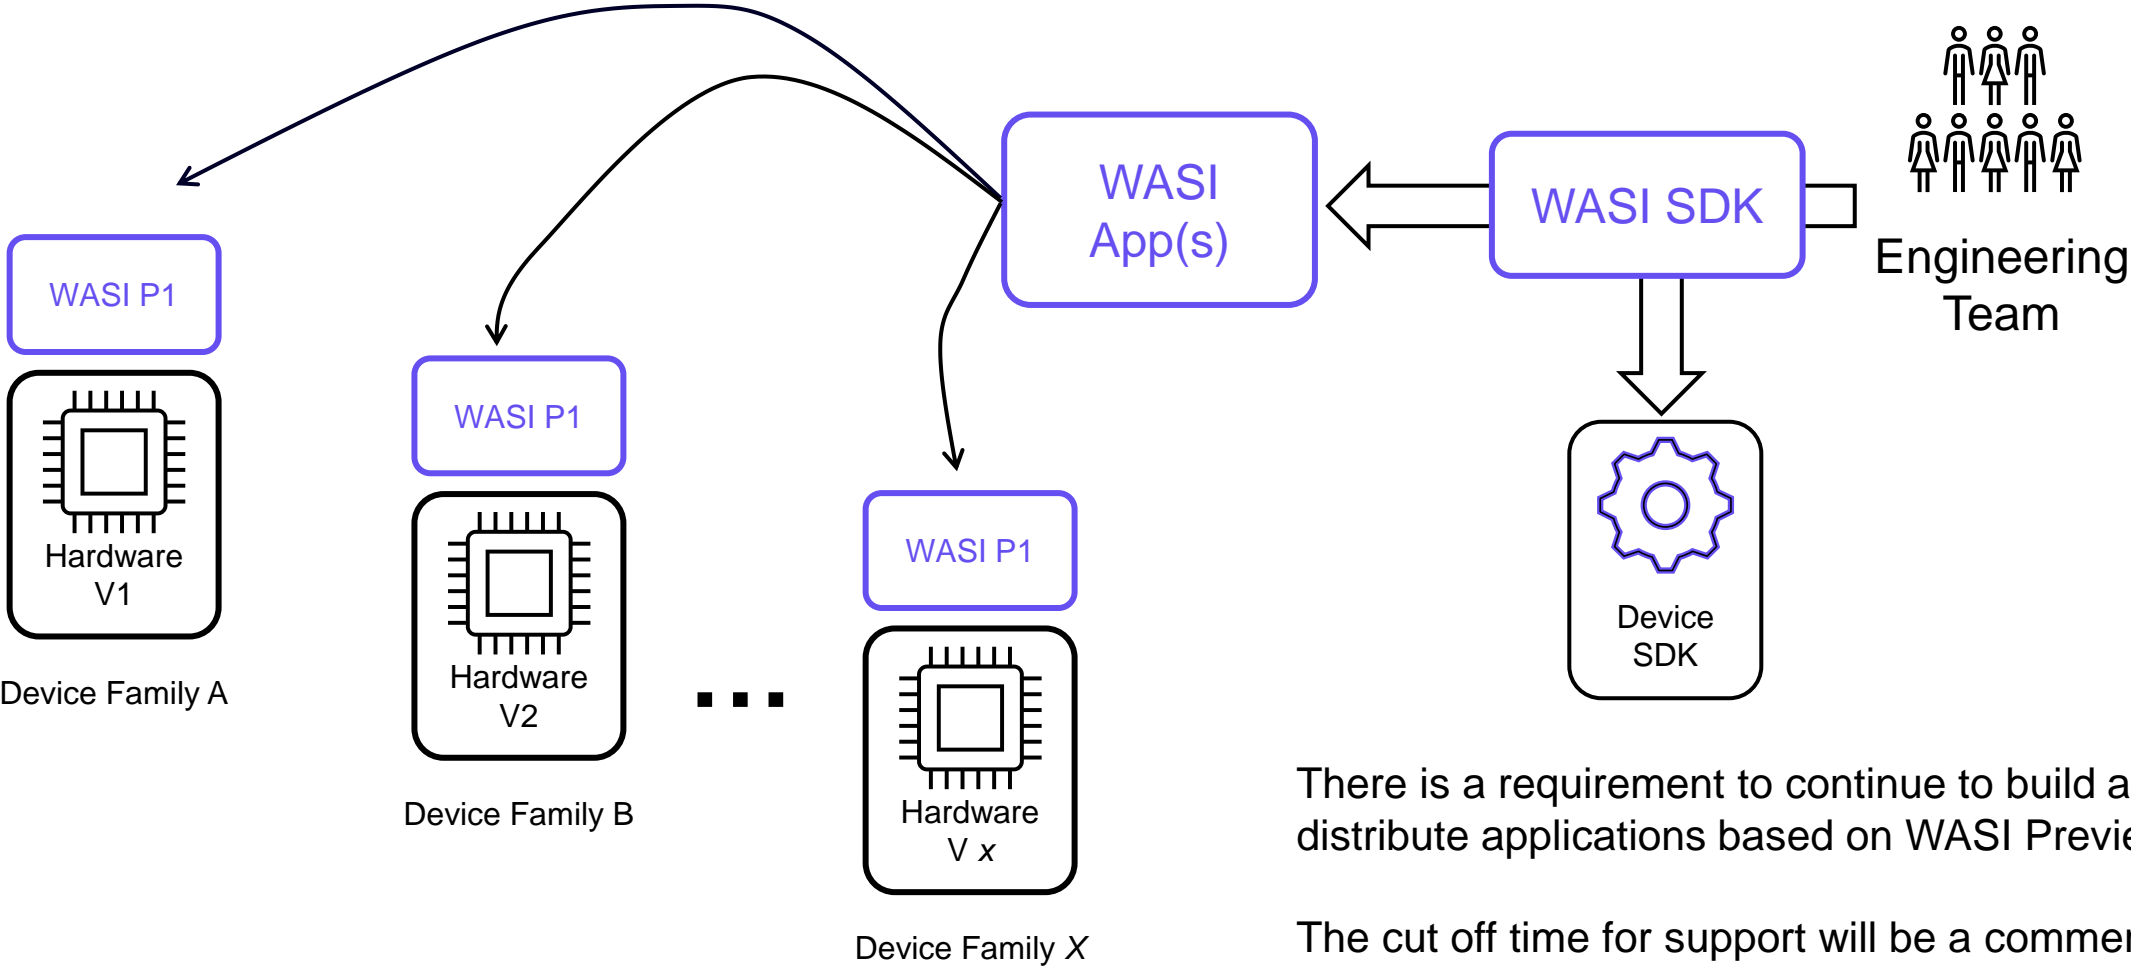 WASI
App(s)
WASI SDK
Engineering
Team
WASI P1
Hardware
V1
Device Family A
WASI P1
Hardware
V2
Device Family B
WASI P1
Hardware
V x
Device Family X
Device
SDK
There is a requirement to continue to build a
distribute applications based on WASI Previe
The cut off time for support will be a commer